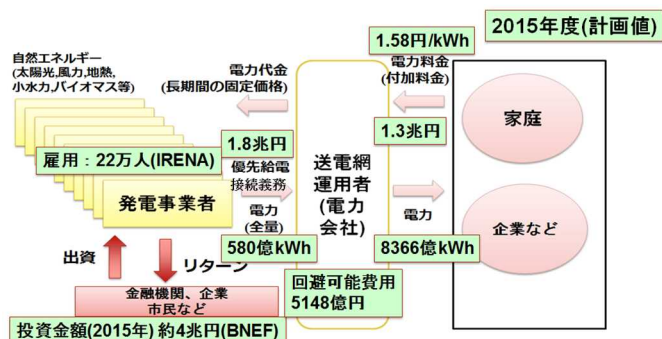 2015年度(計画値)
1.58円/kWh
自然エネルギー
(太陽光,風力,地熱,
小水力,バイオマス等)
電力代金
(長期間の固定価格)
電力料金
(付加料金)
1.8兆円
1.3兆円
家庭
雇用：22万人(IRENA)
優先給電
接続義務
送電網
運用者
(電力
会社)
発電事業者
電力
(全量)
電力
企業など
580億kWh
8366億kWh
出資
リターン
回避可能費用
5148億円
金融機関、企業
市民など
投資金額(2015年) 約4兆円(BNEF)